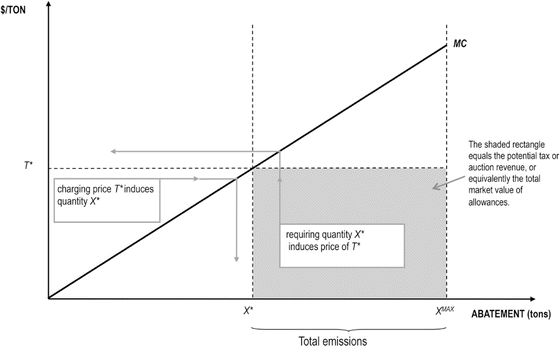 $/TON
MC
The shaded rectangle
equals the potential tax or
auction revenue, or
equivalently the total
market value of
allowances.
T*
charging price T* induces
quantity X*
requiring quantity X*
induces price of T*
X*
XMAX
ABATEMENT (tons)
Total emissions